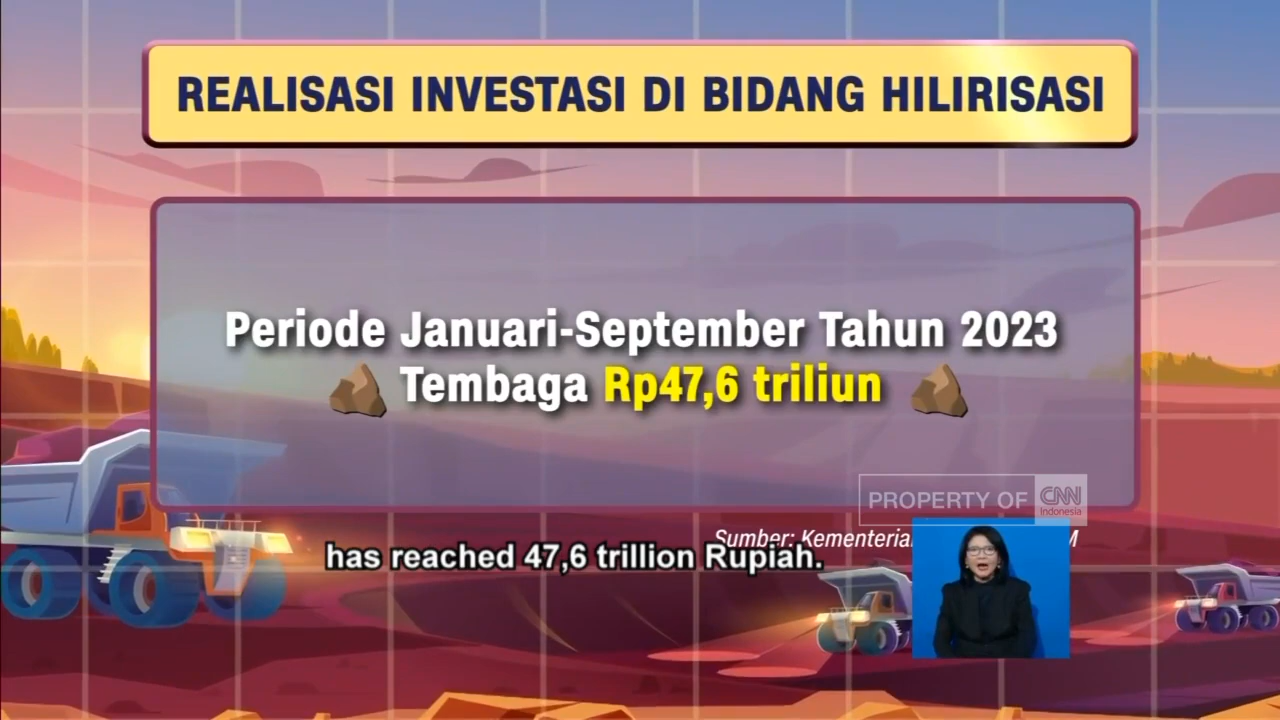 REALISASI INVESTASI DI BIDANG HILIRISASI
Periode Januari-September Tahun 2023
Tembaga Rp47,6 triliun
PROPERTY OF CNN Indonesia
Sumber:
has reached 47,6 trillion Rupiah.